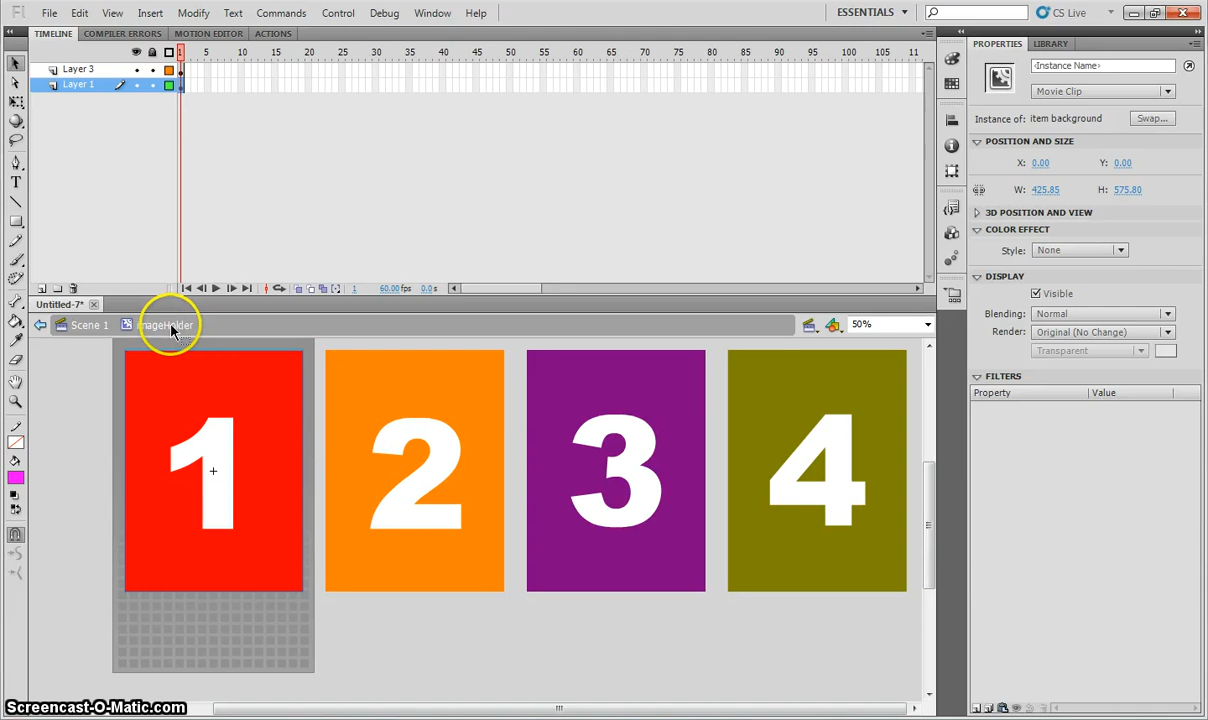 Fl File Edit View Insert Modify Text Commands Control Debug Window Help ESSENTIALS CS Live
TIMELINE COMPILER ERRORS MOTION EDITOR ACTIONS
1 5 10 15 20 25 30 35 40 45 50 55 60 65 70 75 80 85 90 95 100 105 11
Layer 3
Layer 1
1 60.00fps 0.0s
Untitled-7*
Scene 1 imageHolder 50%
1 2 3 4
PROPERTIES LIBRARY
<Instance Name>
Movie Clip
Instance of: item background Swap...
POSITION AND SIZE
X: 0.00 Y: 0.00
W: 425.85 H: 575.80
3D POSITION AND VIEW
COLOR EFFECT
Style: None
DISPLAY
Visible
Blending: Normal
Render: Original (No Change)
Transparent
FILTERS
Property Value
Screencast-O-Matic.com